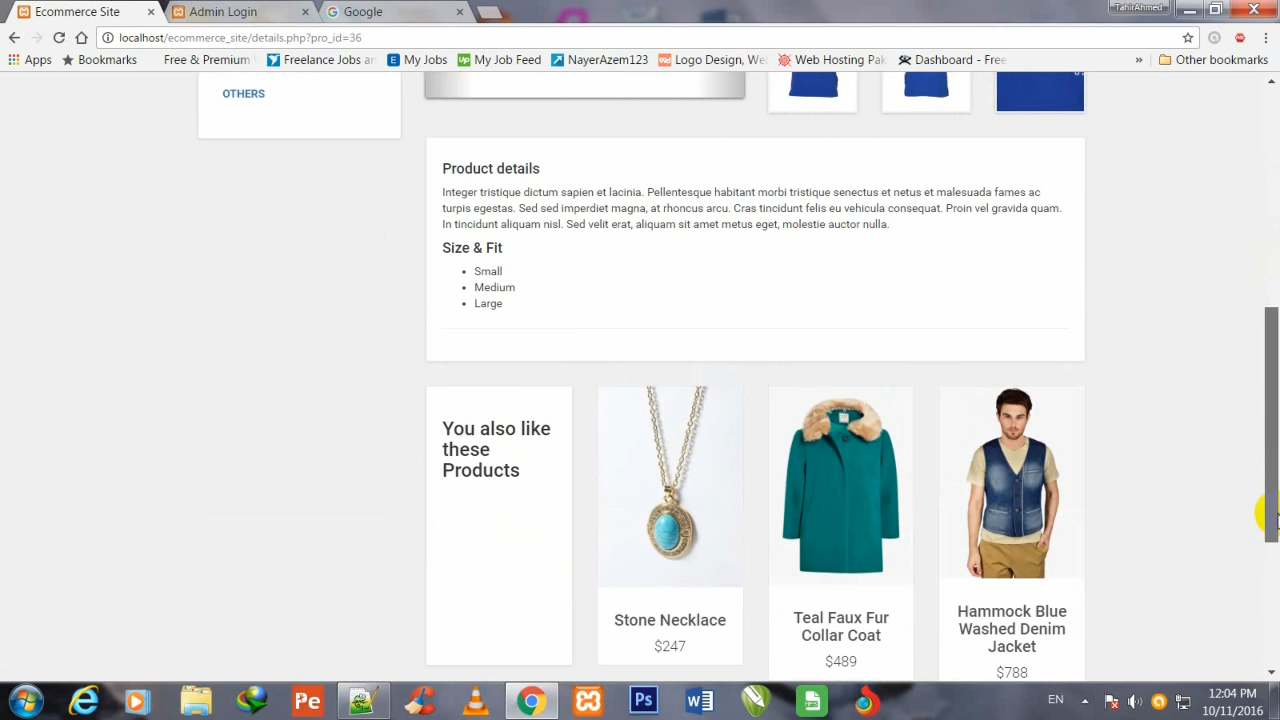 Ecommerce Site
Admin Login
Google
TahirAhmed
localhost/ecommerce_site/details.php?pro_id=36
Apps
Bookmarks
Free & Premium
Freelance Jobs
My Jobs
My Job Feed
NayerAzem123
Logo Design, We
Web Hosting Pak
Dashboard - Free
»
Other bookmarks
OTHERS
Product details
Integer tristique dictum sapien et lacinia. Pellentesque habitant morbi tristique senectus et netus et malesuada fames ac
turpis egestas. Sed sed imperdiet magna, at rhoncus arcu. Cras tincidunt felis eu vehicula consequat. Proin vel gravida quam.
In tincidunt aliquam nisl. Sed velit erat, aliquam sit amet metus eget, molestie auctor nulla.
Size & Fit
• Small
• Medium
• Large
You also like
these
Products
Stone Necklace
$247
Teal Faux Fur
Collar Coat
$489
Hammock Blue
Washed Denim
Jacket
$788
Pe
Ps
EN
12:04 PM
10/11/2016